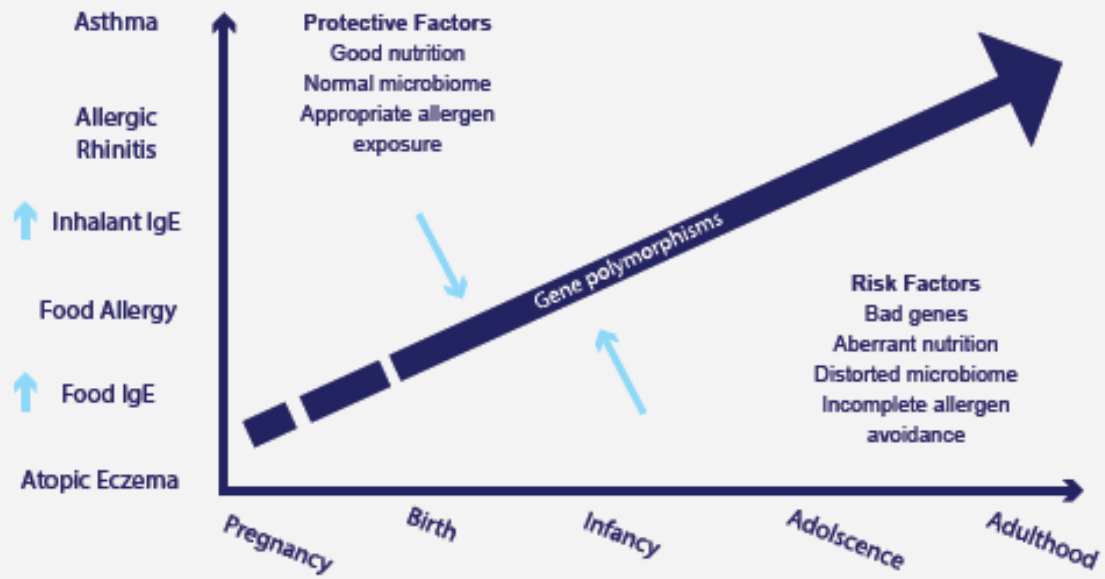 Asthma
Allergic
Rhinitis
Inhalant IgE
Food Allergy
Food IgE
Atopic Eczema
Protective Factors
Good nutrition
Normal microbiome
Appropriate allergen
exposure
Gene polymorphisms
Risk Factors
Bad genes
Aberrant nutrition
Distorted microbiome
Incomplete allergen
avoidance
Pregnancy
Birth
Infancy
Adolscence
Adulthood